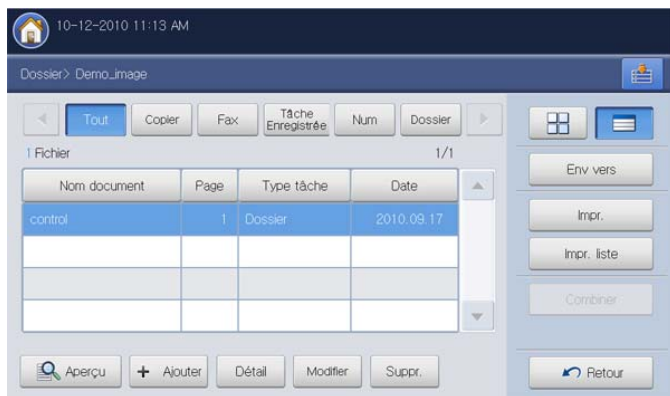 10-12-2010 11:13 AM
Dossier> Demo_image
Tout Copier Fax Tâche Enregistrée Num Dossier
1 Fichier 1/1
Nom document Page Type tâche Date
control 1 Dossier 2010.09.17
Env vers
Impr.
Impr. liste
Combiner
Aperçu + Ajouter Détail Modifier Suppr. Retour